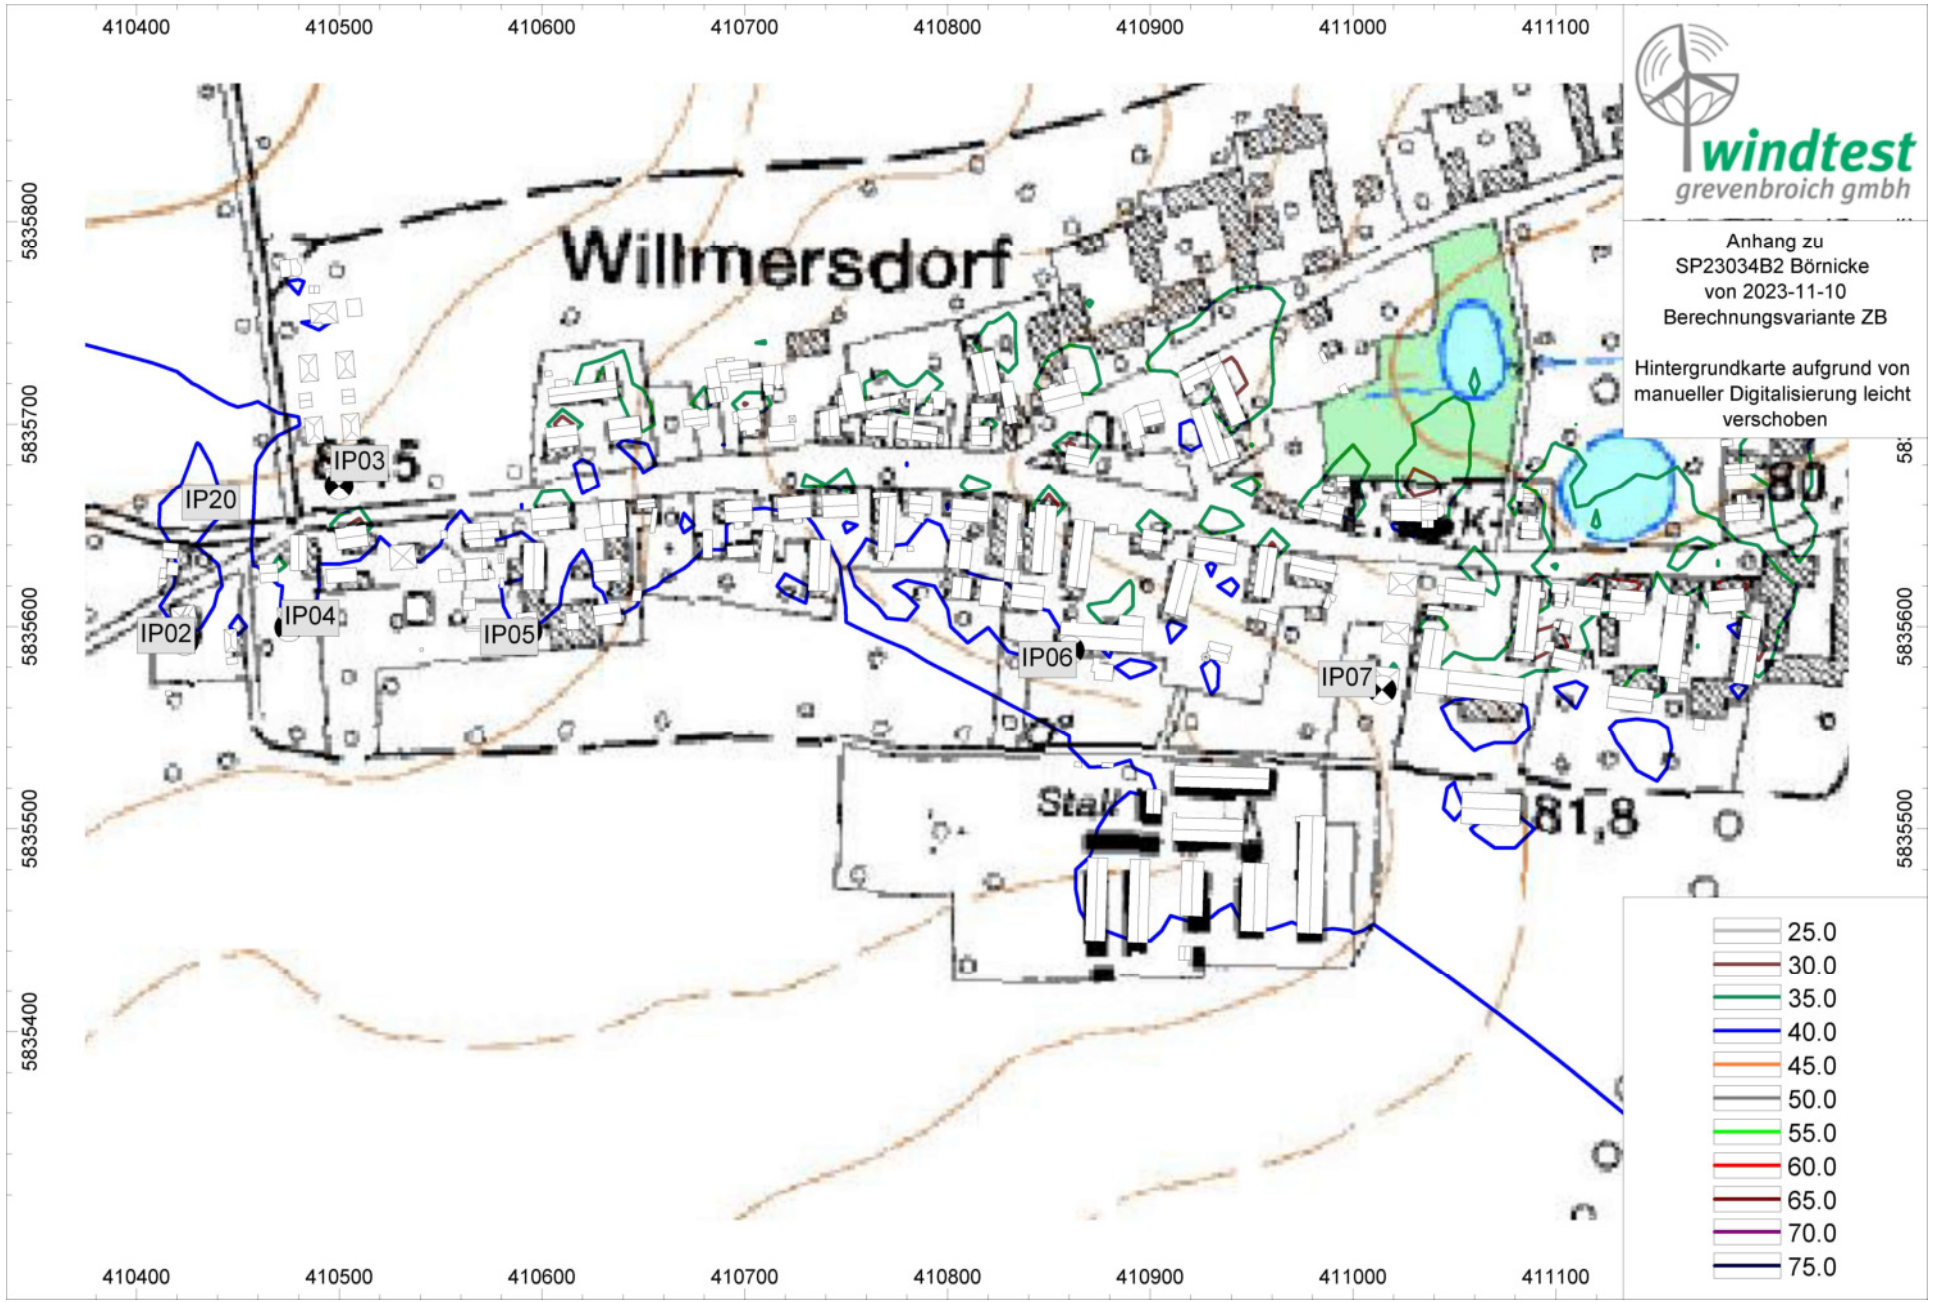 410400 410500 410600 410700 410800 410900 411000 411100
windtest
grevenbroich gmbh
Anhang zu
SP23034B2 Börnicke
von 2023-11-10
Berechnungsvariante ZB
Hintergrundkarte aufgrund von
manueller Digitalisierung leicht
verschoben
5835800
5835700
5835600
5835500
5835400
Willmersdorf
IP03
IP20
IP04
IP02
IP05
IP06
IP07
80,
Stall
81,8
5835600
5835500
25.0
30.0
35.0
40.0
45.0
50.0
55.0
60.0
65.0
70.0
75.0
410400 410500 410600 410700 410800 410900 411000 411100